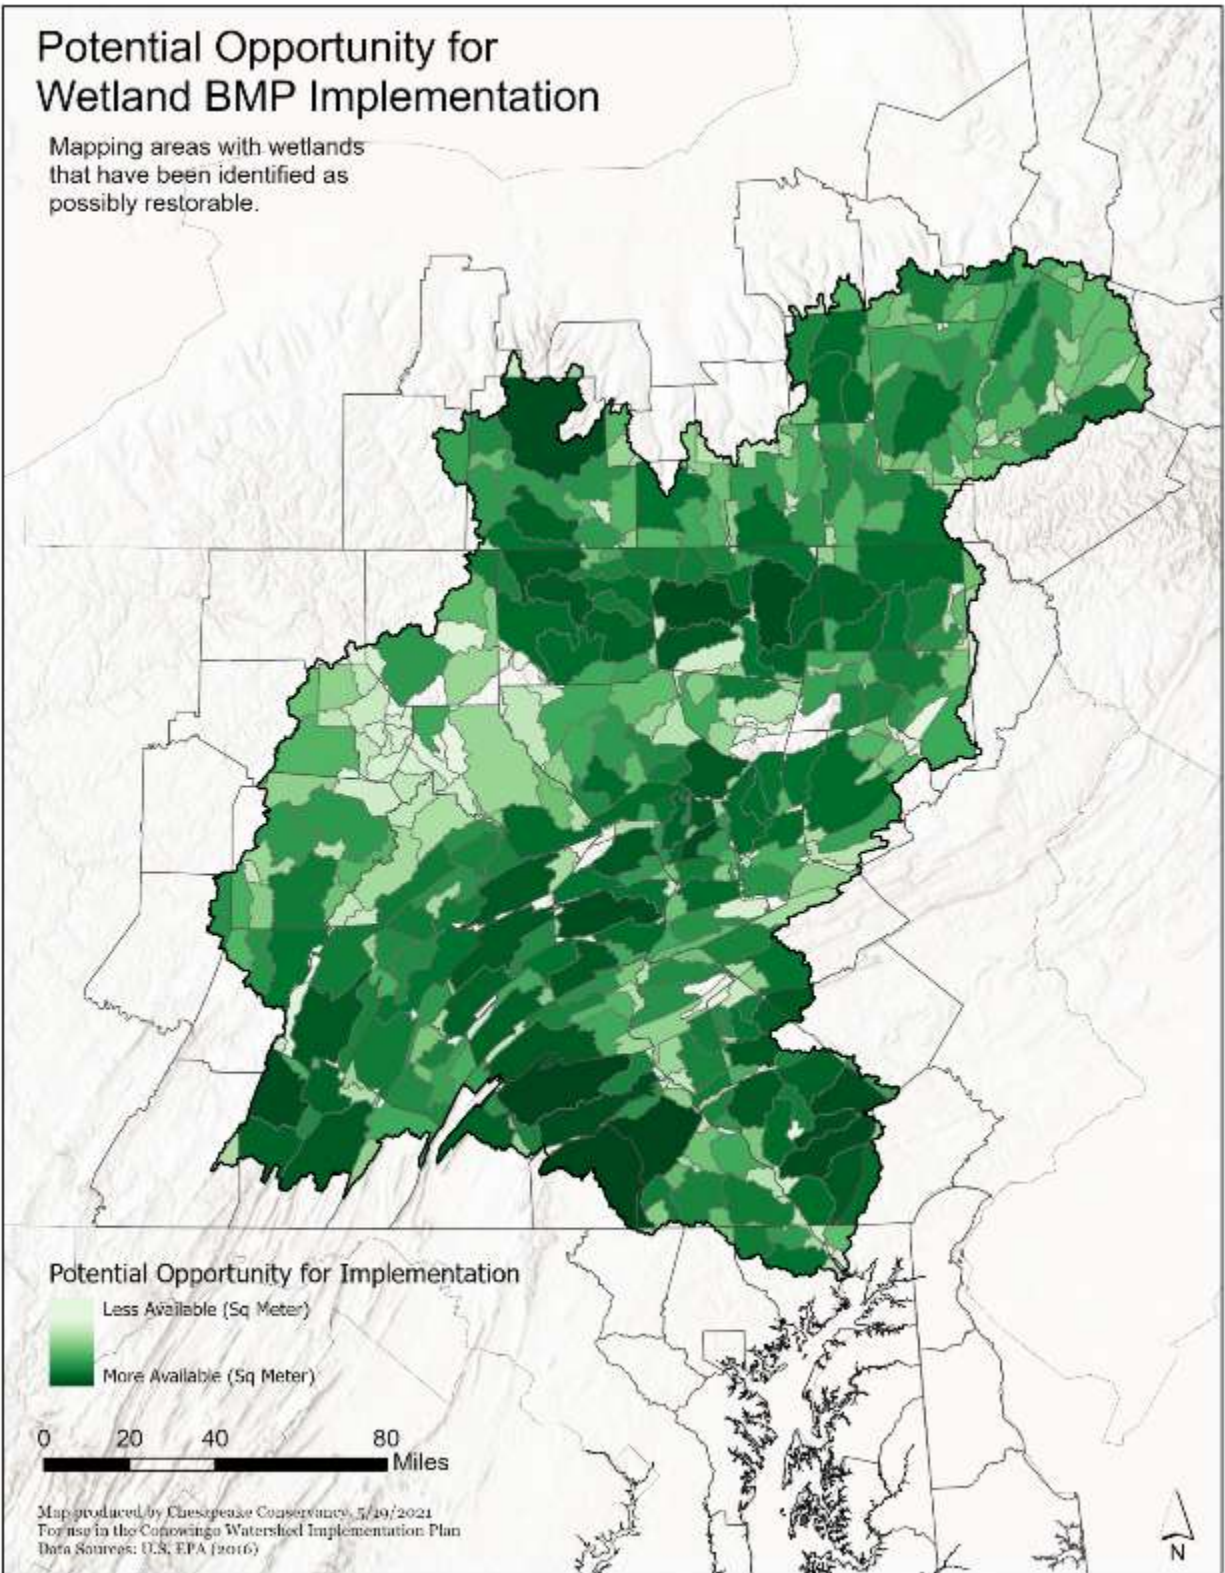 Potential Opportunity for
Wetland BMP Implementation
Mapping areas with wetlands
that have been identified as
possibly restorable.
Potential Opportunity for Implementation
Less Available (Sq Meter)
More Available (Sq Meter)
0 20 40 80
Miles
Map produced by Chesapeake Conservancy, 5/19/2021
For use in the Conowingo Watershed Implementation Plan
Data Sources: U.S. EPA (2016)
N